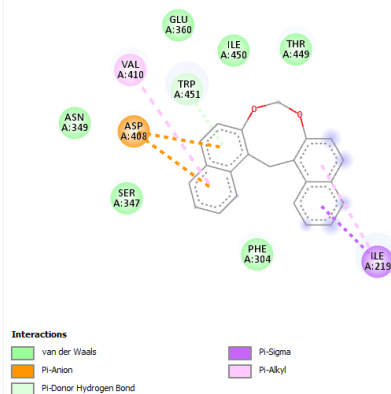 GLU
A:360
ILE
A:450
THR
A:449
VAL
A:410
TRP
A:451
ASN
A:349
ASP
A:408
O
O
SER
A:347
PHE
A:304
ILE
A:219
Interactions
van der Waals
Pi-Anion
Pi-Donor Hydrogen Bond
Pi-Sigma
Pi-Alkyl